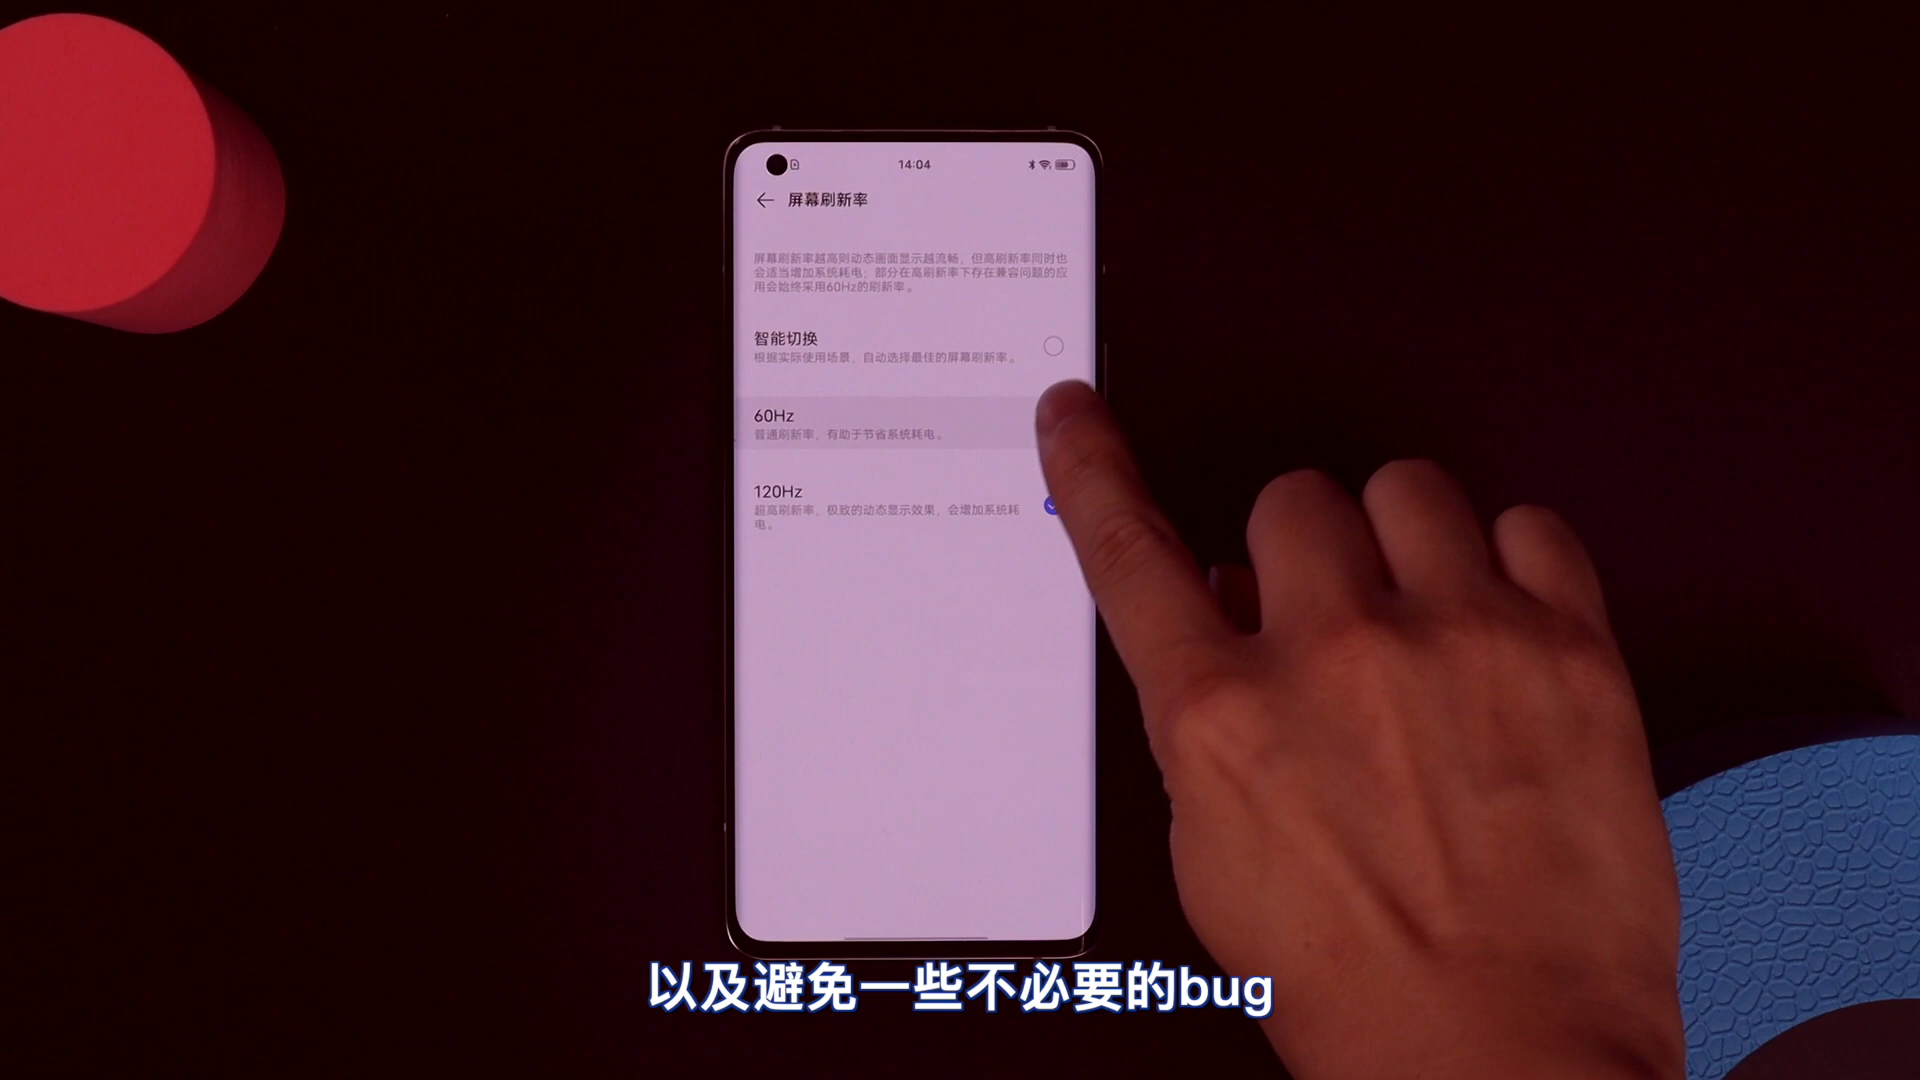 14:04
屏幕刷新率
屏幕刷新率越高则动态画面显示越流畅，但高刷新率同时也
会适当增加系统耗电；部分在高刷新率下存在兼容问题的应
用会始终采用60Hz的刷新率。
智能切换
根据实际使用场景，自动选择最佳的屏幕刷新率。
60Hz
普通刷新率，有助于节省系统耗电。
120Hz
超高刷新率，极致的动态显示效果，会增加系统耗
电。
以及避免一些不必要的bug